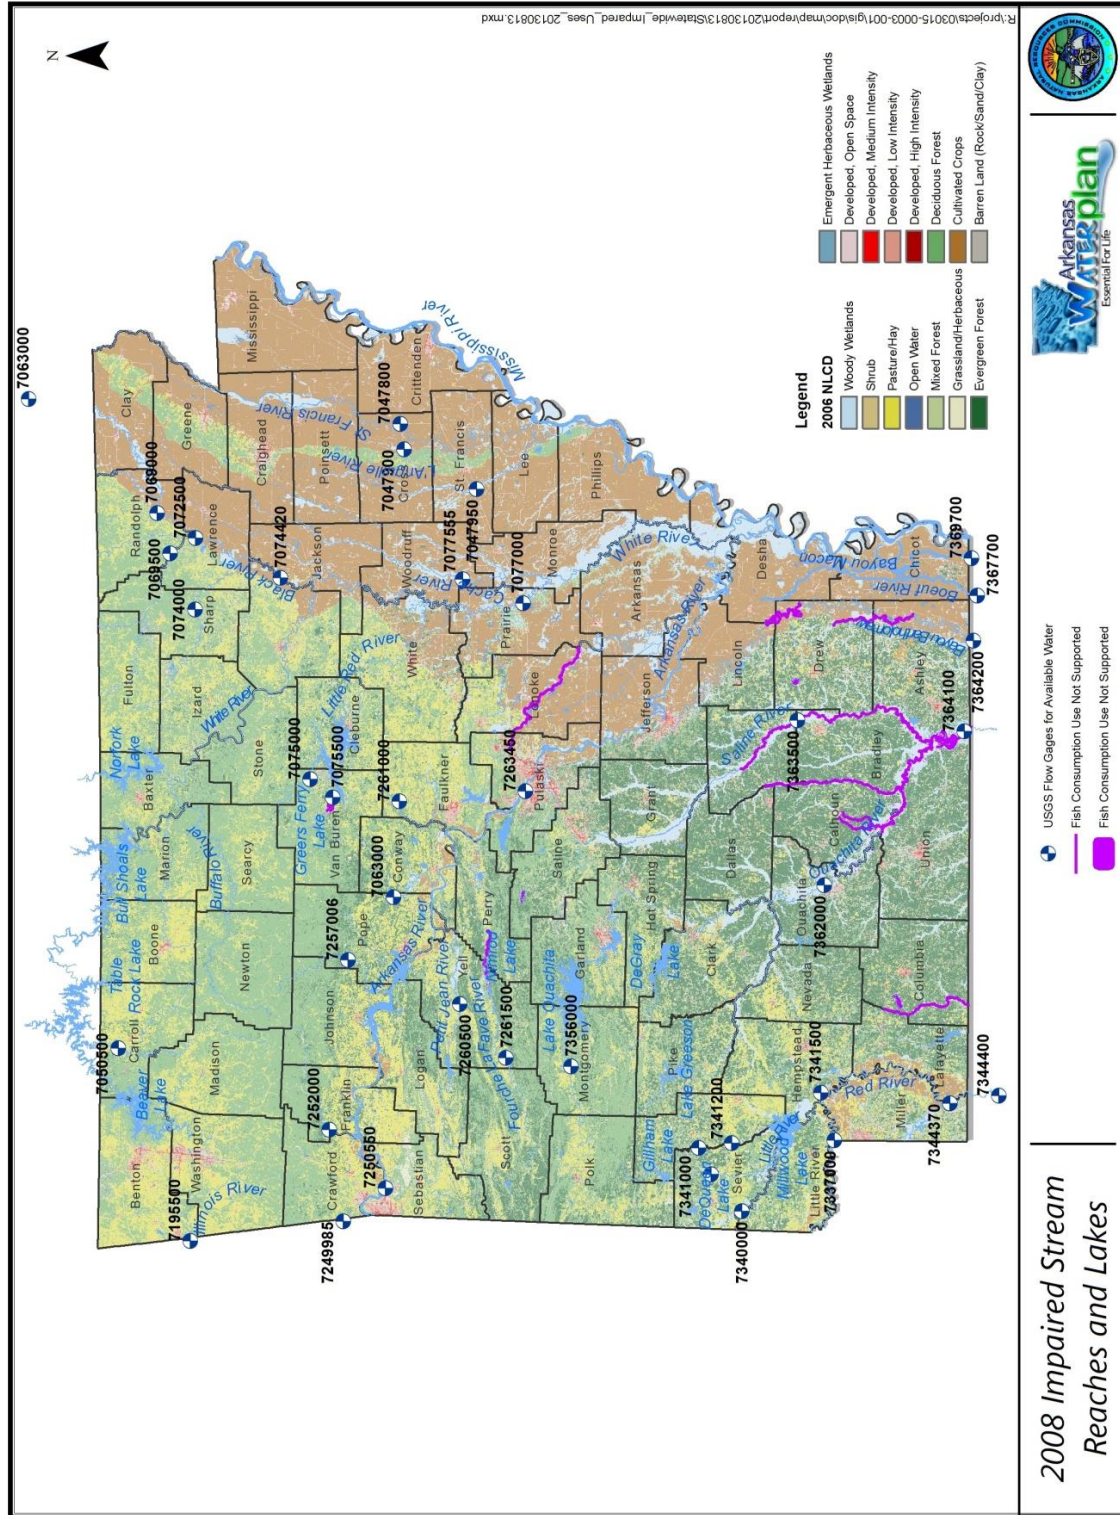 R:\projects\03015-0003-001\gis\doc\map\report\20130813\Statewide_Impared_Uses_20130813.mxd
N
7063000
7050500
Table
Rock Lake
Bull Shoals
Lake
Norfork
Lake
Beaver
Lake
Benton
Carroll
Boone
Marion
Baxter
Fulton
Randolph
Clay
7069000
7069500
7072500
7195500
Illinois River
Washington
Madison
Newton
Searcy
Buffalo River
Stone
Izard
White River
7074000
Sharp
Lawrence
Greene
Mississippi
7074420
Black River
Craighead
St. Francis River
7249985
Crawford
7252000
Franklin
Johnson
7257006
Pope
Van Buren
Greers Ferry
Lake
7075000
7075500
Cleburne
Little Red River
Jackson
Poinsett
7250550
Sebastian
Logan
Arkansas River
7063000
Conway
7261000
Faulkner
White
Woodruff
Cache River
L'Anguille River
7047900
Cross
7047800
Crittenden
Mississippi River
Scott
7260500
Petit Jean River
Yell
Fourche La Fave River
Nimrod
Lake
Perry
7261500
7263450
Pulaski
Lonoke
Prairie
7077555
7047950
7077000
Monroe
St. Francis
Lee
Phillips
Polk
Montgomery
7356000
Lake Ouachita
Garland
Saline
Jefferson
Arkansas
White River
Arkansas River
Gillham
Lake
Pike
Lake Greeson
DeGray
Lake
Hot Spring
Clark
Grant
Dallas
Saline River
Lincoln
Desha
7341000
DeQueen
Lake
7341200
Sevier
7340000
Little River
Millwood
Lake
Little River
7337000
7341500
Hempstead
Nevada
Ouachita
7362000
Ouachita River
Calhoun
7363500
Bradley
Drew
Bayou Macon
Boeuf River
Chicot
Red River
Miller
Lafayette
Columbia
Union
Ashley
Bayou Bartholomew
7344370
7344400
7364100
7364200
7367700
7369700
Legend
2006 NLCD
Woody Wetlands
Shrub
Pasture/Hay
Open Water
Mixed Forest
Grassland/Herbaceous
Evergreen Forest
Emergent Herbaceous Wetlands
Developed, Open Space
Developed, Medium Intensity
Developed, Low Intensity
Developed, High Intensity
Deciduous Forest
Cultivated Crops
Barren Land (Rock/Sand/Clay)
USGS Flow Gages for Available Water
Fish Consumption Use Not Supported
Fish Consumption Use Not Supported
2008 Impaired Stream
Reaches and Lakes
Arkansas
WATERplan
Essential For Life
ARKANSAS NATURAL RESOURCES COMMISSION